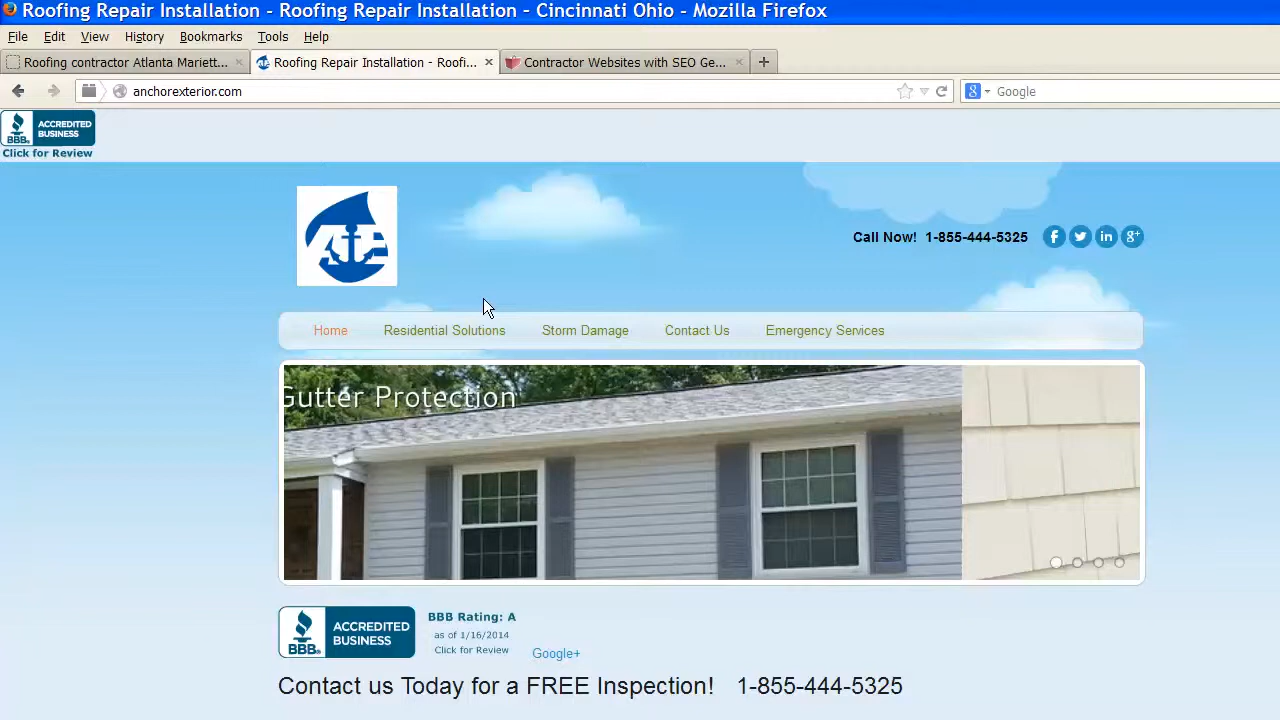 Roofing Repair Installation - Roofing Repair Installation - Cincinnati Ohio - Mozilla Firefox
File Edit View History Bookmarks Tools Help
Roofing contractor Atlanta Mariett... × Roofing Repair Installation - Roofi... × Contractor Websites with SEO Ge... × +
anchorexterior.com Google
BBB. ACCREDITED BUSINESS
Click for Review
AE
Call Now! 1-855-444-5325
Home Residential Solutions Storm Damage Contact Us Emergency Services
Gutter Protection
BBB. ACCREDITED BUSINESS
BBB Rating: A
as of 1/16/2014
Click for Review
Google+
Contact us Today for a FREE Inspection! 1-855-444-5325